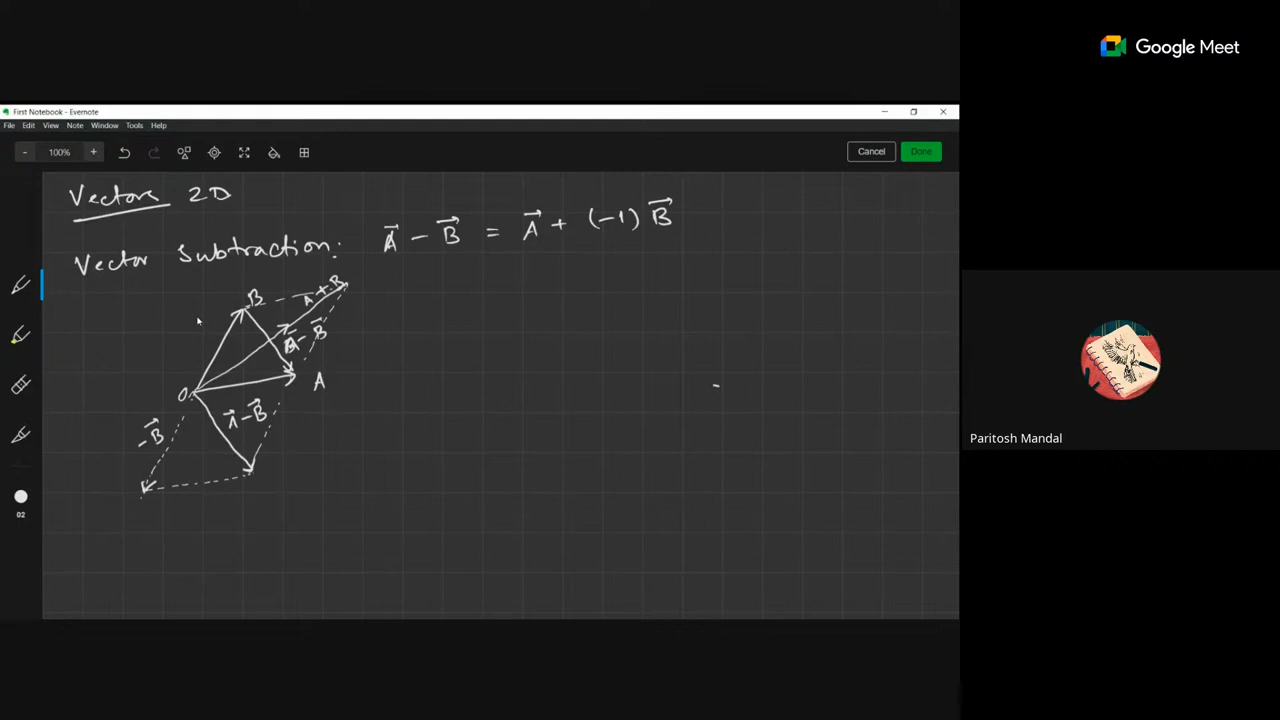 Google Meet
First Notebook - Evernote
File Edit View Note Window Tools Help
- 100% + Cancel Done
Vectors 2D
Vector Subtraction: A⃗ - B⃗ = A⃗ + (-1) B⃗
B A⃗ + B
A⃗ - B⃗
O A
A⃗ - B⃗
-B⃗
02
Paritosh Mandal